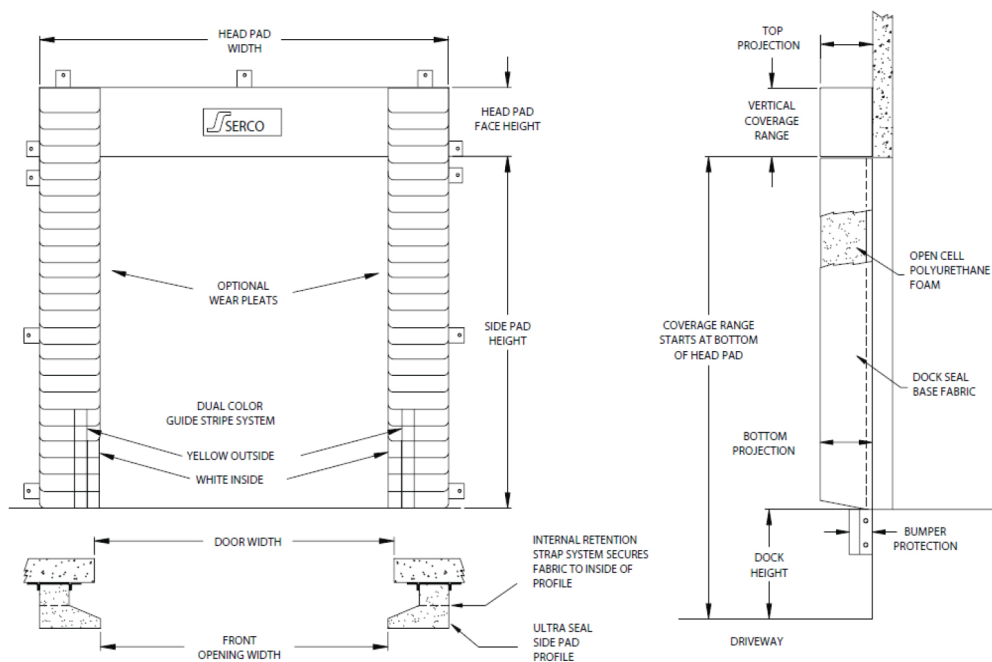 HEAD PAD
WIDTH
HEAD PAD
FACE HEIGHT
SERCO
OPTIONAL
WEAR PLEATS
SIDE PAD
HEIGHT
DUAL COLOR
GUIDE STRIPE SYSTEM
YELLOW OUTSIDE
WHITE INSIDE
DOOR WIDTH
INTERNAL RETENTION
STRAP SYSTEM SECURES
FABRIC TO INSIDE OF
PROFILE
FRONT
OPENING WIDTH
ULTRA SEAL
SIDE PAD
PROFILE
TOP
PROJECTION
VERTICAL
COVERAGE
RANGE
OPEN CELL
POLYURETHANE
FOAM
COVERAGE RANGE
STARTS AT BOTTOM
OF HEAD PAD
DOCK SEAL
BASE FABRIC
BOTTOM
PROJECTION
BUMPER
PROTECTION
DOCK
HEIGHT
DRIVEWAY